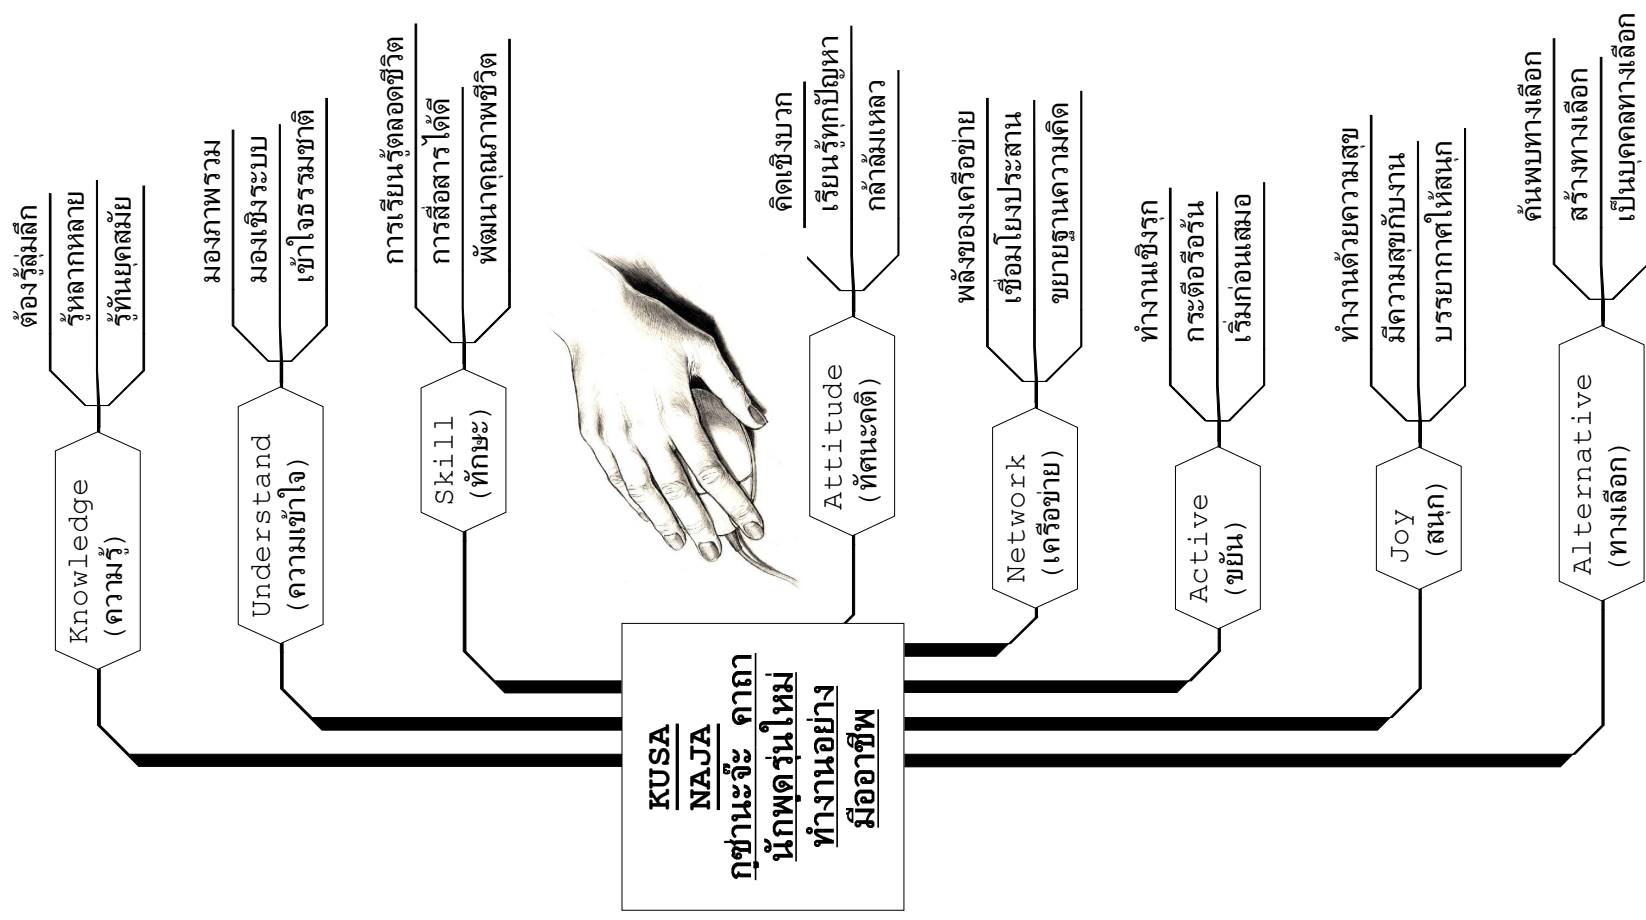 KUSA
NAJA
กูซ่านะจ๊ะ คาถา
นักพูดรุ่นใหม่
ทำงานอย่าง
มืออาชีพ
Knowledge
(ความรู้)
ต้องรู้ลุ่มลึก
รู้หลากหลาย
รู้ทันยุคสมัย
Understand
(ความเข้าใจ)
มองภาพรวม
มองเชิงระบบ
เข้าใจธรรมชาติ
Skill
(ทักษะ)
การเรียนรู้ตลอดชีวิต
การสื่อสารได้ดี
พัฒนาคุณภาพชีวิต
Attitude
(ทัศนะคติ)
คิดเชิงบวก
เรียนรู้ทุกปัญหา
กล้าล้มเหลว
Network
(เครือข่าย)
พลังของเครือข่าย
เชื่อมโยงประสาน
ขยายฐานความคิด
Active
(ขยัน)
ทำงานเชิงรุก
กระตือรือร้น
เริ่มก่อนเสมอ
Joy
(สนุก)
ทำงานด้วยความสุข
มีความสุขกับงาน
บรรยากาศให้สนุก
Alternative
(ทางเลือก)
ค้นพบทางเลือก
สร้างทางเลือก
เป็นบุคคลทางเลือก